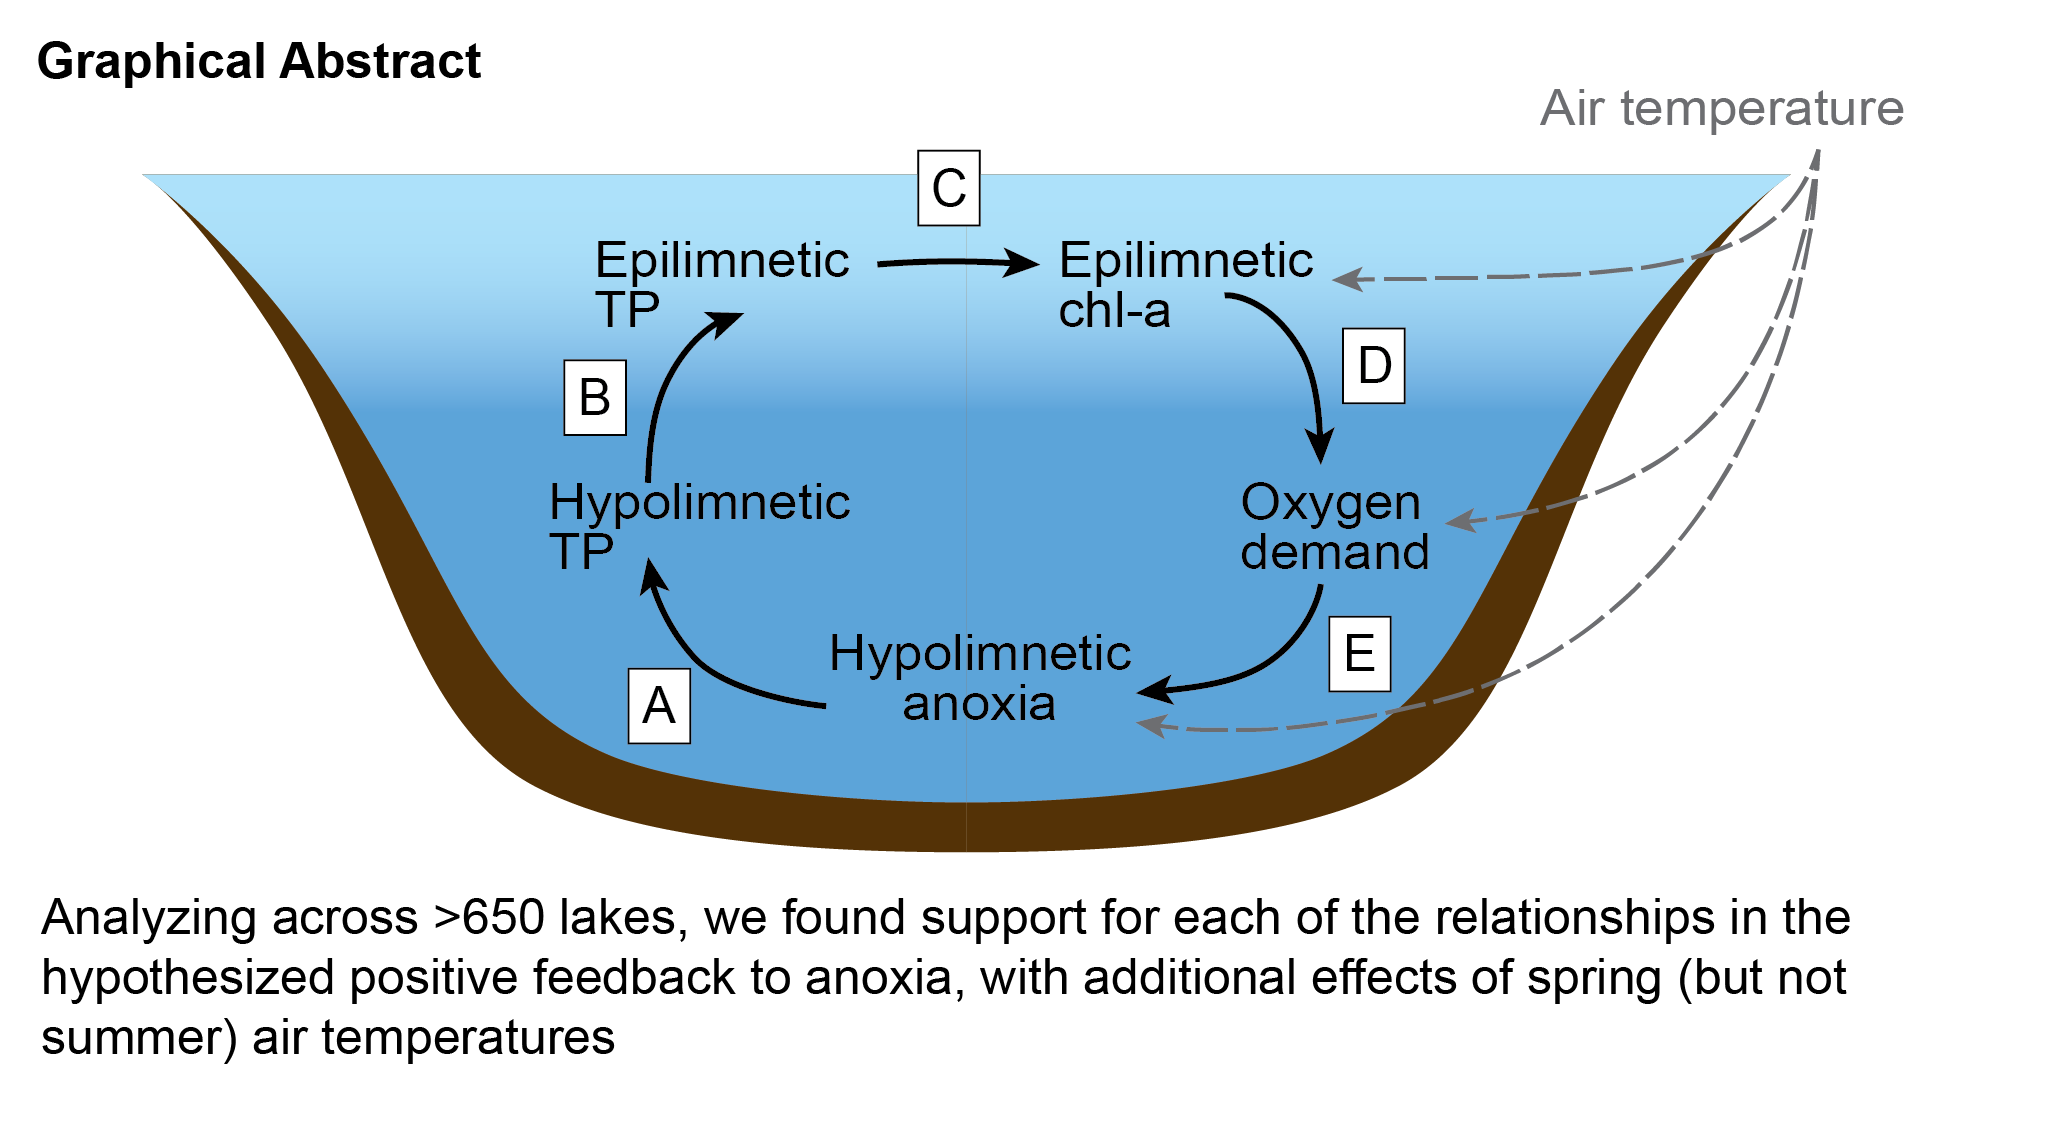 Graphical Abstract
Air temperature
C
Epilimnetic
TP
Epilimnetic
chl-a
B
D
Hypolimnetic
TP
Oxygen
demand
A
Hypolimnetic
anoxia
E
Analyzing across >650 lakes, we found support for each of the relationships in the
hypothesized positive feedback to anoxia, with additional effects of spring (but not
summer) air temperatures